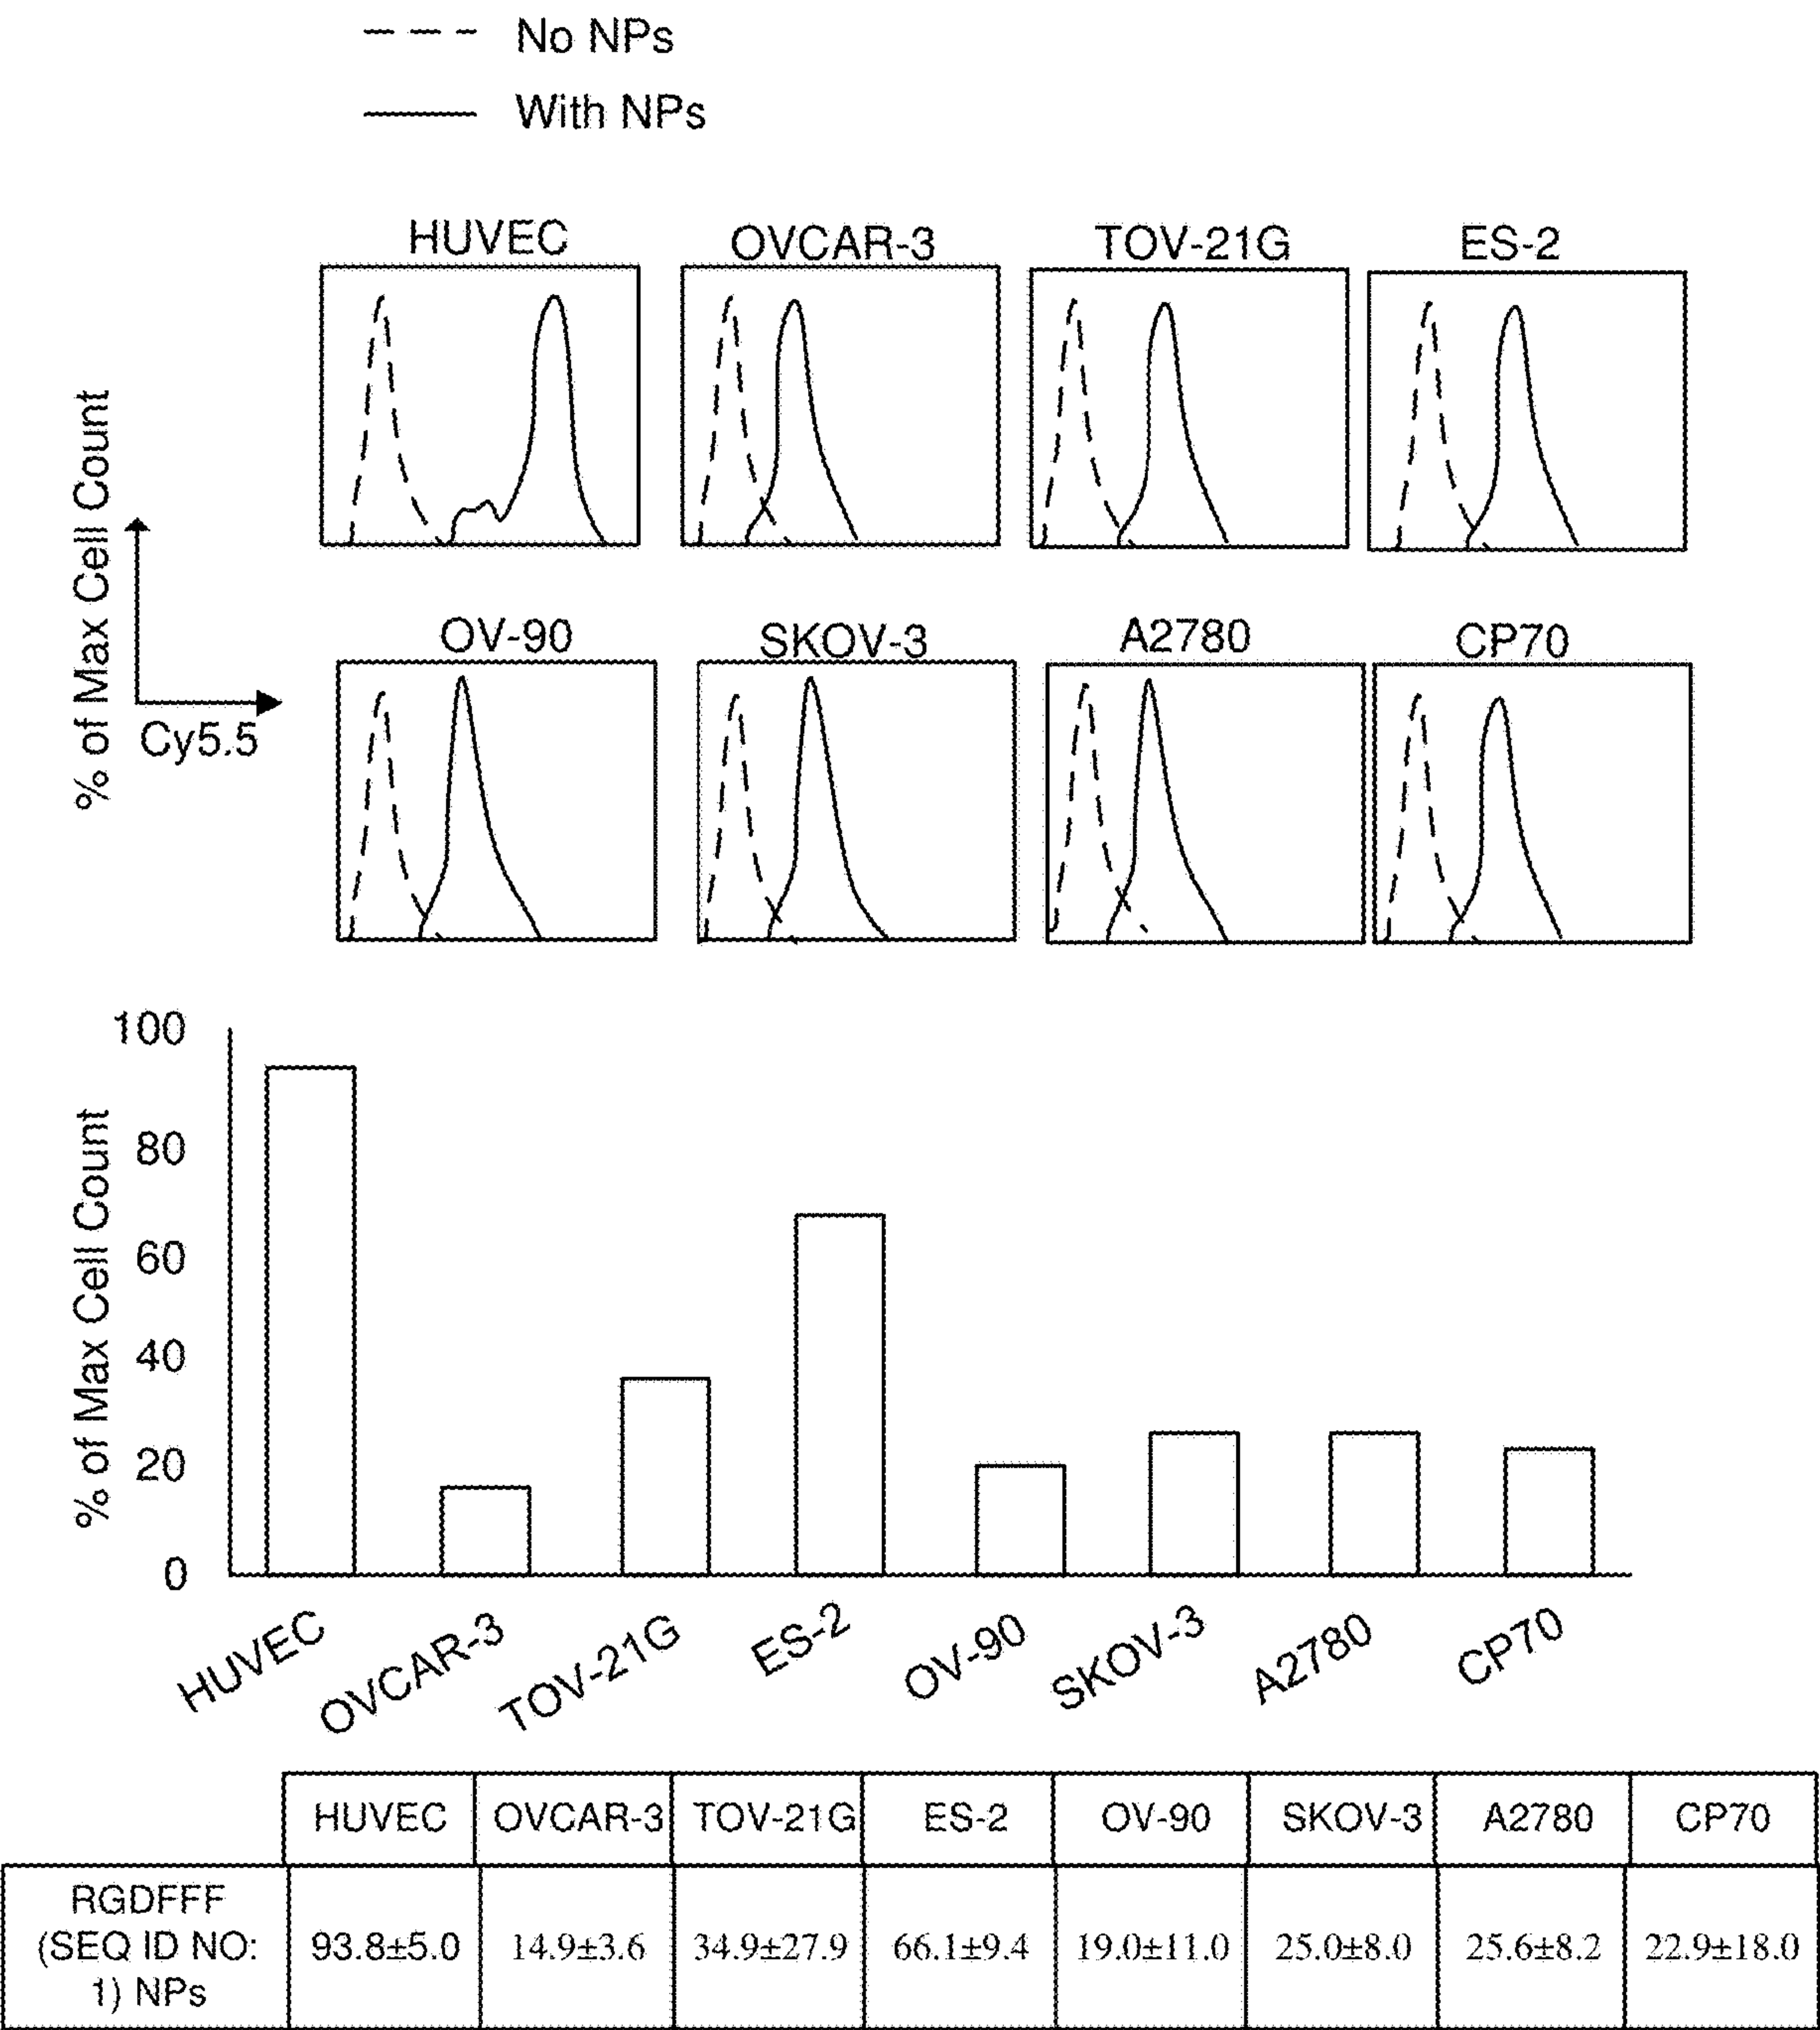 No NPs
With NPs
HUVEC OVCAR-3 TOV-21G ES-2
% of Max Cell Count
Cy5.5
OV-90 SKOV-3 A2780 CP70
% of Max Cell Count
100
80
60
40
20
0
HUVEC OVCAR-3 TOV-21G ES-2 OV-90 SKOV-3 A2780 CP70
HUVEC OVCAR-3 TOV-21G ES-2 OV-90 SKOV-3 A2780 CP70
RGDFFF
(SEQ ID NO: 93.8±5.0 14.9±3.6 34.9±27.9 66.1±9.4 19.0±11.0 25.0±8.0 25.6±8.2 22.9±18.0
1) NPs